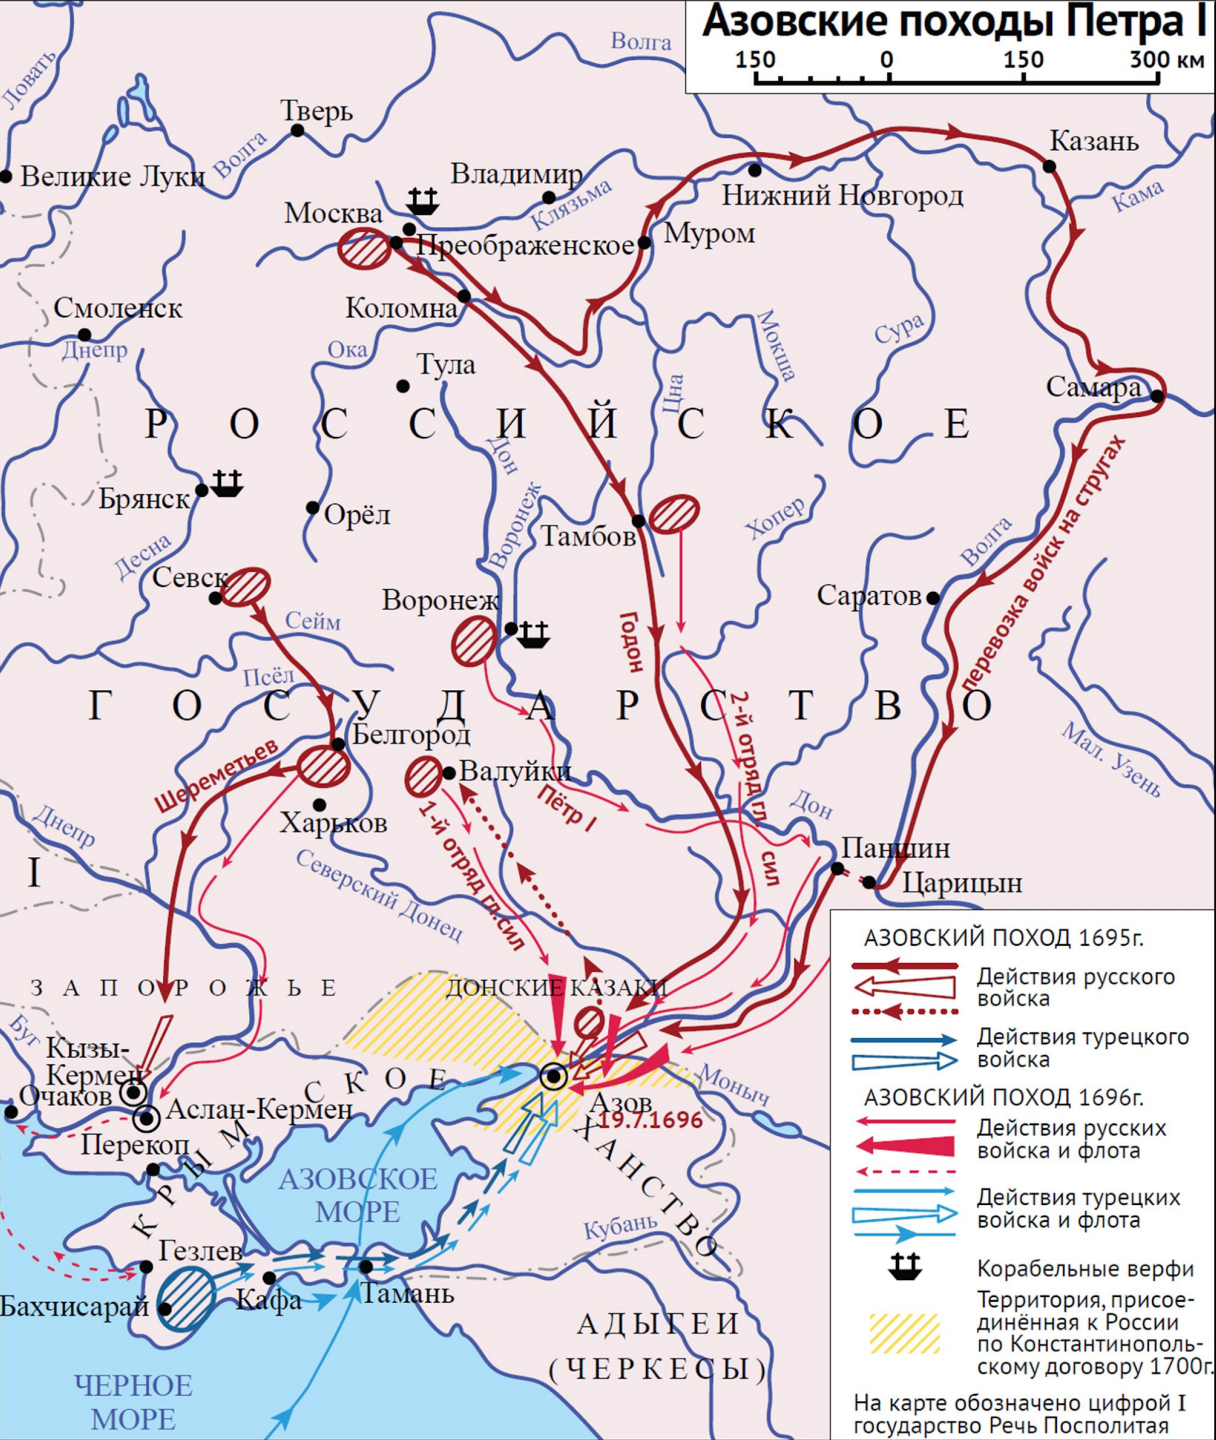 Азовские походы Петра I
150 0 150 300 км
Волга
Ловать
Тверь
Волга
Казань
Великие Луки
Владимир
Клязьма
Нижний Новгород
Кама
Москва
Преображенское
Муром
Смоленск
Коломна
Днепр
Ока
Тула
Цна
Мокша
Сура
Самара
РОССИЙСКОЕ
Дон
Брянск
Орёл
Воронеж
Тамбов
Хопер
Волга
перевозка войск на стругах
Десна
Севск
Воронеж
Саратов
Сейм
Годон
Псёл
ГОСУДАРСТВО
Белгород
2-й отряд гл. сил
Шереметьев
Валуйки
Мал. Узень
Днепр
Харьков
Пётр I
Дон
1-й отряд гл.сил
Паншин
I
Северский Донец
Царицын
ЗАПОРОЖЬЕ
ДОНСКИЕ КАЗАКИ
Буг
Кызы-
Кермен
Очаков
Аслан-Кермен
Перекоп
Азов
19.7.1696
Моныч
КРЫМСКОЕ
ХАНСТВО
АЗОВСКОЕ
МОРЕ
Кубань
Гезлев
Бахчисарай
Кафа
Тамань
АДЫГЕИ
(ЧЕРКЕСЫ)
ЧЕРНОЕ
МОРЕ
АЗОВСКИЙ ПОХОД 1695г.
Действия русского
войска
Действия турецкого
войска
АЗОВСКИЙ ПОХОД 1696г.
Действия русских
войска и флота
Действия турецких
войска и флота
Корабельные верфи
Территория, присое-
динённая к России
по Константинополь-
скому договору 1700г.
На карте обозначено цифрой I
государство Речь Посполитая